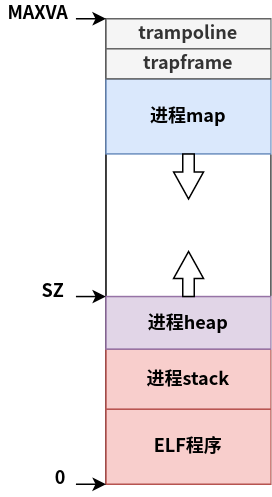 MAXVA
trampoline
trapframe
进程map
SZ
进程heap
进程stack
ELF程序
0